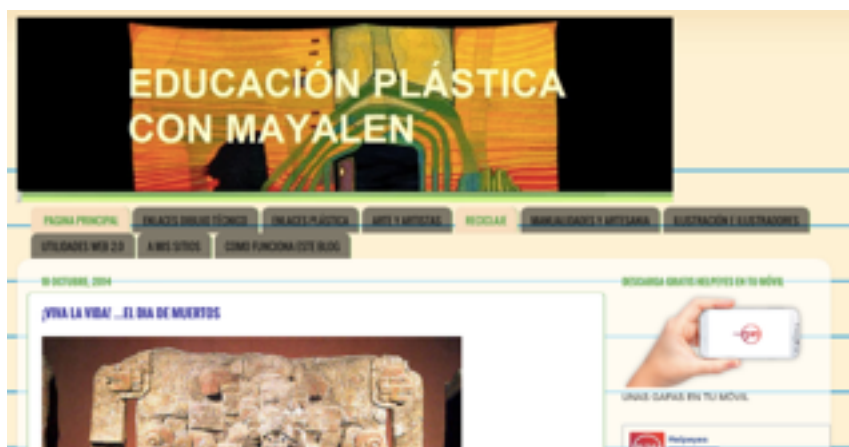 EDUCACIÓN PLÁSTICA
CON MAYALEN
PAGINA PRINCIPAL ENLACES DIBUJO TÉCNICO ENLACES PLÁSTICA ARTE Y ARTISTAS RECICLAJE MANUALIDADES Y ARTESANIA ILUSTRACIÓN E ILUSTRADORES
UTILIDADES WEB 2.0 A MIS SITIOS COMO FUNCIONA ESTE BLOG
OCTUBRE, 2014
¡VIVA LA VIDA! ...EL DIA DE MUERTOS
DESCARGA GRATIS HELPEYES EN TU MÓVIL
UNAS GAFAS EN TU MÓVIL
Helpeyes